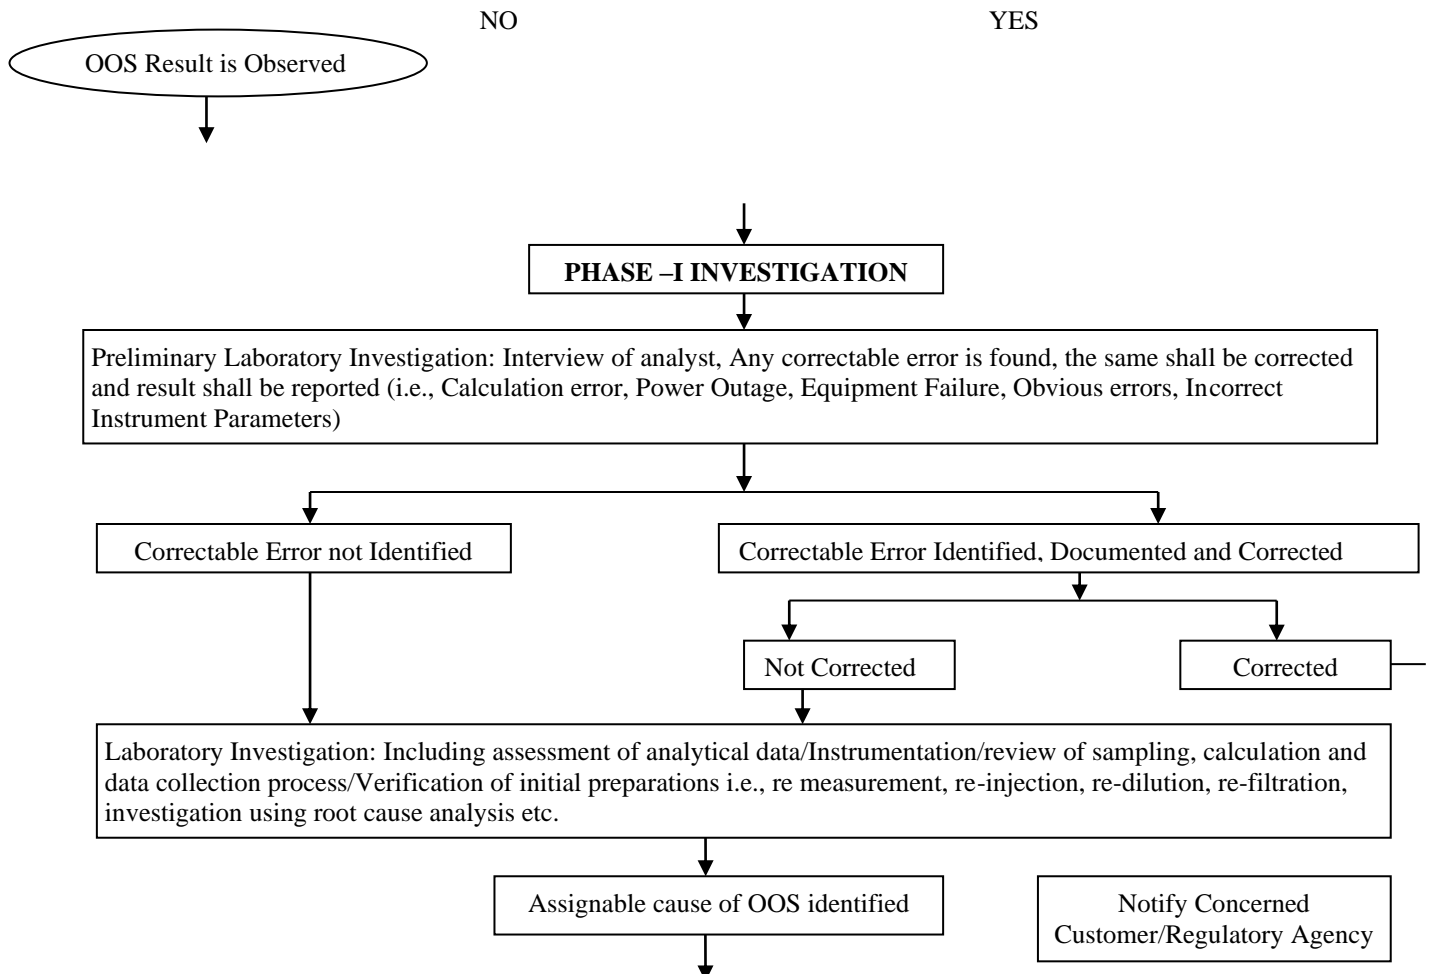 NO YES
OOS Result is Observed
PHASE –I INVESTIGATION
Preliminary Laboratory Investigation: Interview of analyst, Any correctable error is found, the same shall be corrected
and result shall be reported (i.e., Calculation error, Power Outage, Equipment Failure, Obvious errors, Incorrect
Instrument Parameters)
Correctable Error not Identified
Correctable Error Identified, Documented and Corrected
Not Corrected
Corrected
Laboratory Investigation: Including assessment of analytical data/Instrumentation/review of sampling, calculation and
data collection process/Verification of initial preparations i.e., re measurement, re-injection, re-dilution, re-filtration,
investigation using root cause analysis etc.
Assignable cause of OOS identified
Notify Concerned
Customer/Regulatory Agency